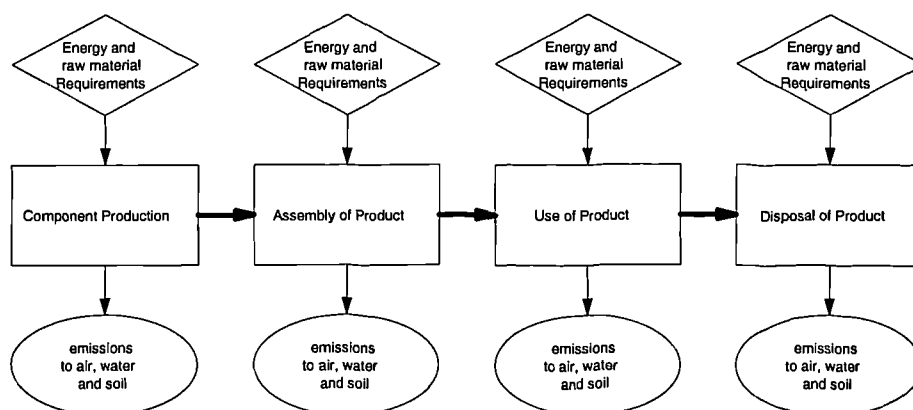 Energy and
raw material
Requirements
Energy and
raw material
Requirements
Energy and
raw material
Requirements
Energy and
raw material
Requirements
Component Production
Assembly of Product
Use of Product
Disposal of Product
emissions
to air, water
and soil
emissions
to air, water
and soil
emissions
to air, water
and soil
emissions
to air, water
and soil